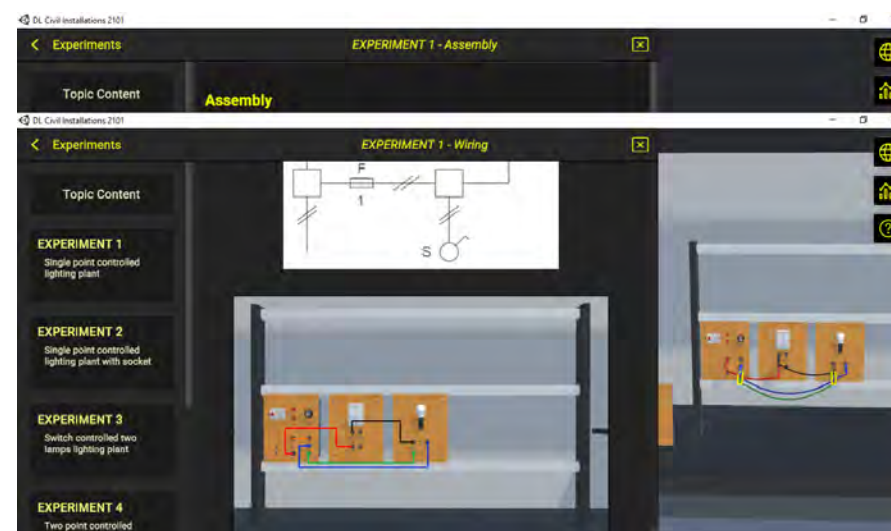 DL Civil Installations 2101
Experiments
EXPERIMENT 1 - Assembly
Topic Content
Assembly
DL Civil Installations 2101
Experiments
EXPERIMENT 1 - Wiring
Topic Content
F
1
S
EXPERIMENT 1
Single point controlled
lighting plant
EXPERIMENT 2
Single point controlled
lighting plant with socket
EXPERIMENT 3
Switch controlled two
lamps lighting plant
EXPERIMENT 4
Two point controlled